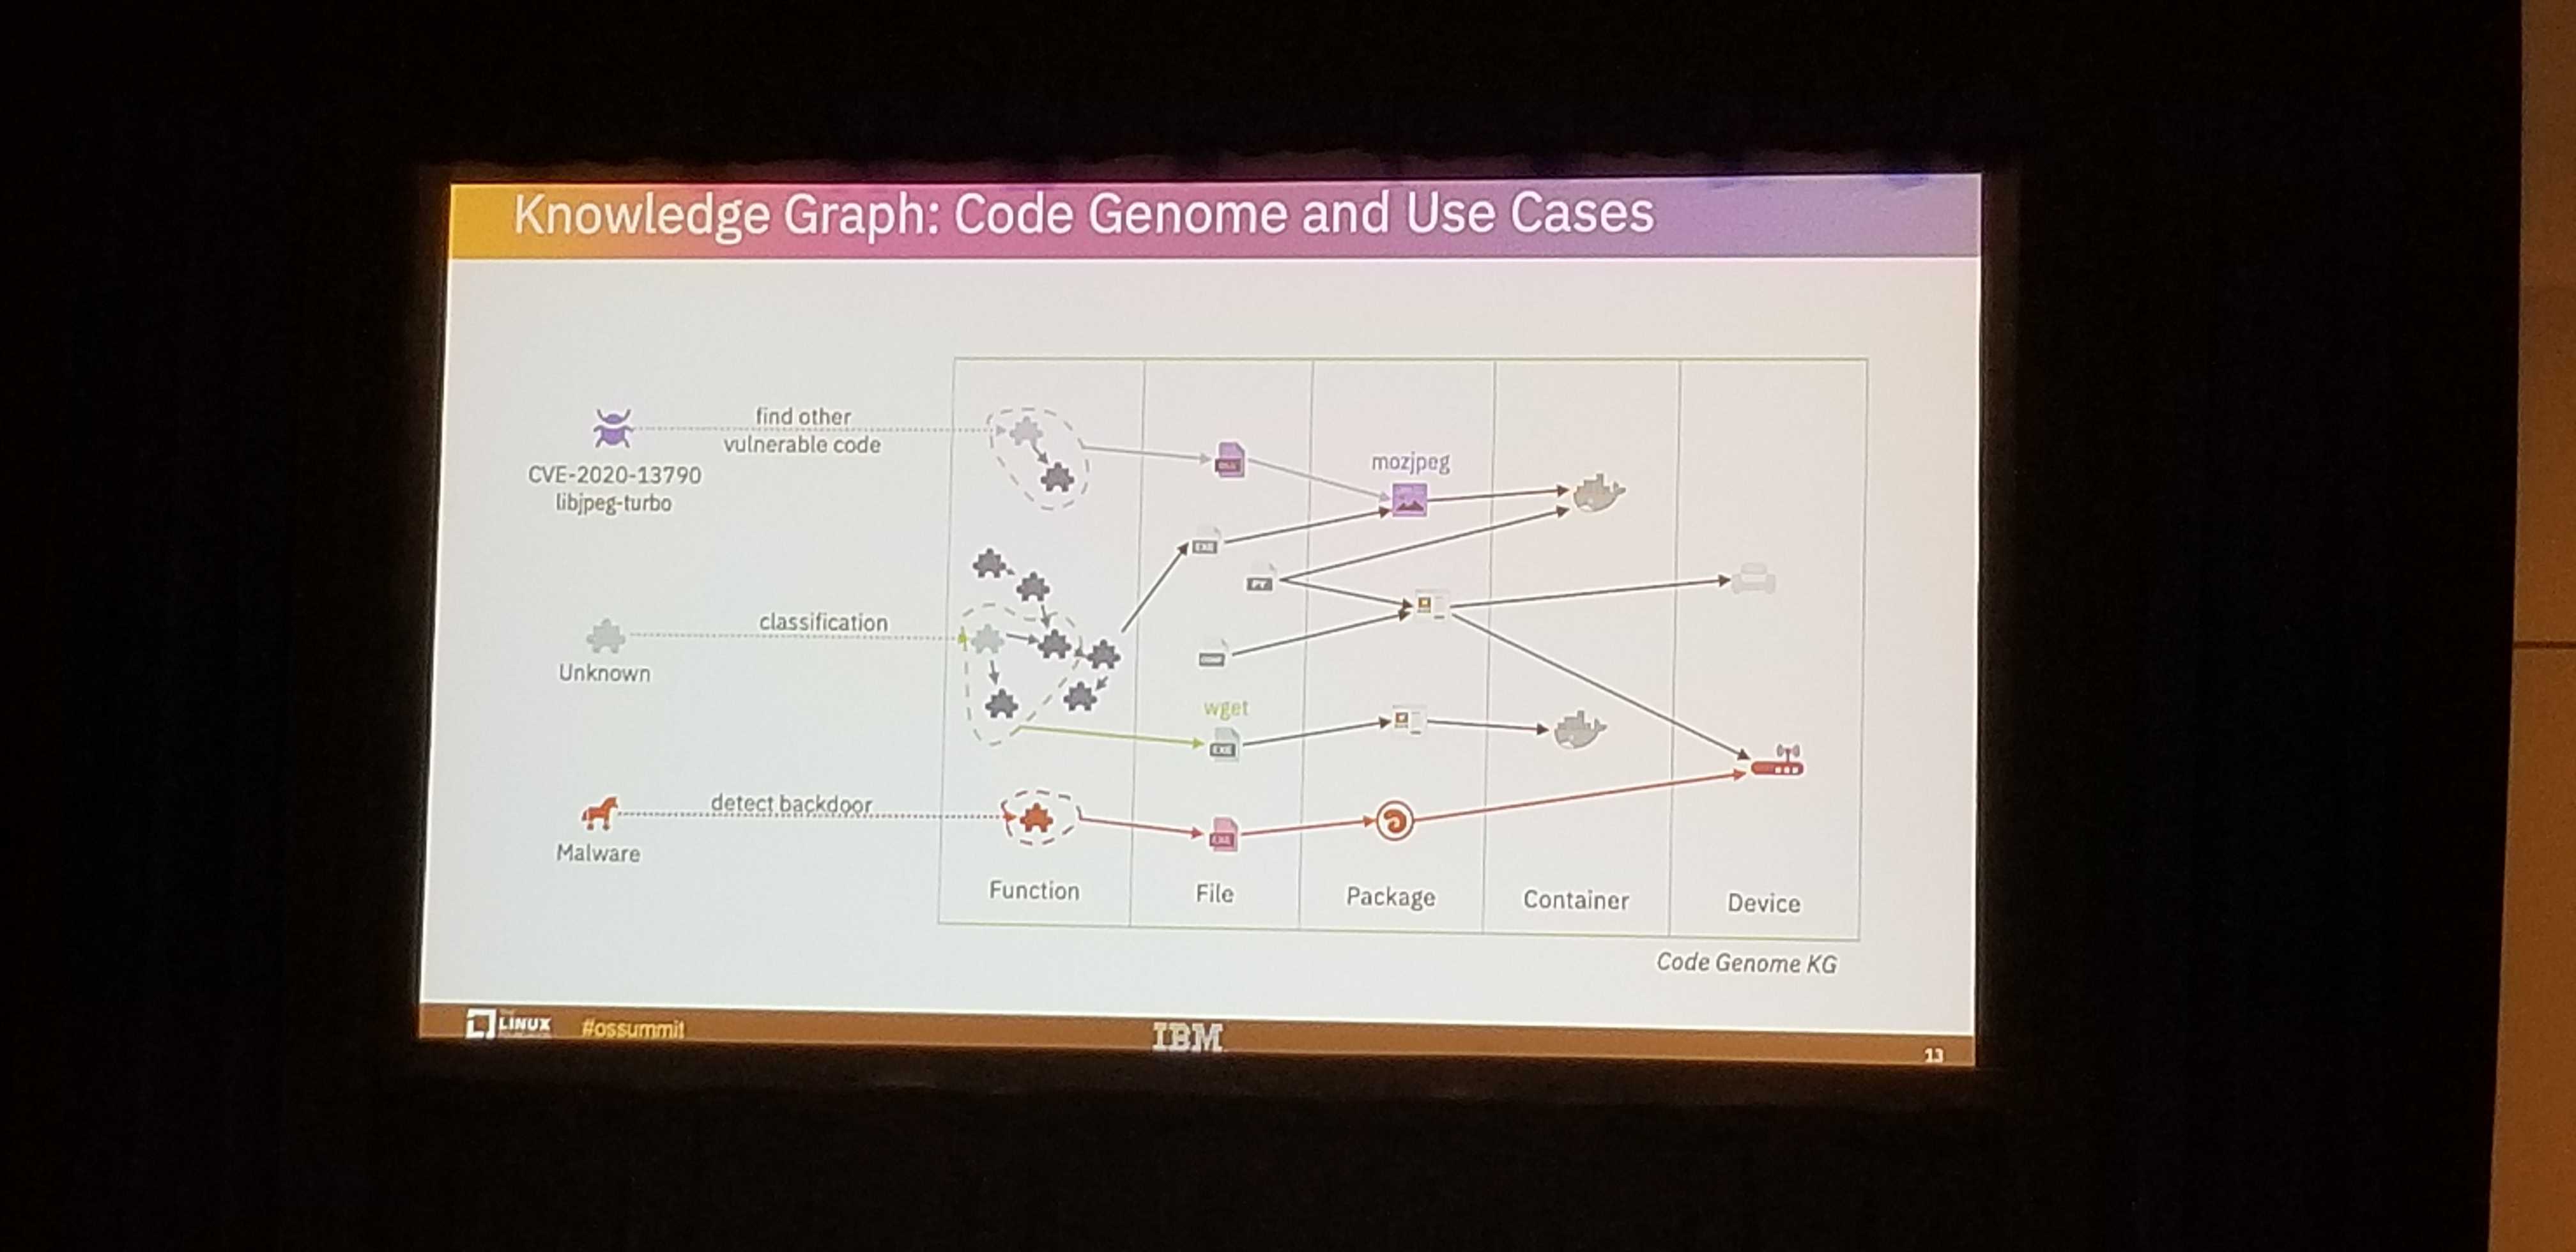 Knowledge Graph: Code Genome and Use Cases
find other
vulnerable code
CVE-2020-13790
libjpeg-turbo
mozjpeg
EXE
PY
classification
Unknown
wget
EXE
detect backdoor
Malware
EXE
Function
File
Package
Container
Device
Code Genome KG
LINUX
#ossummit
IBM
13